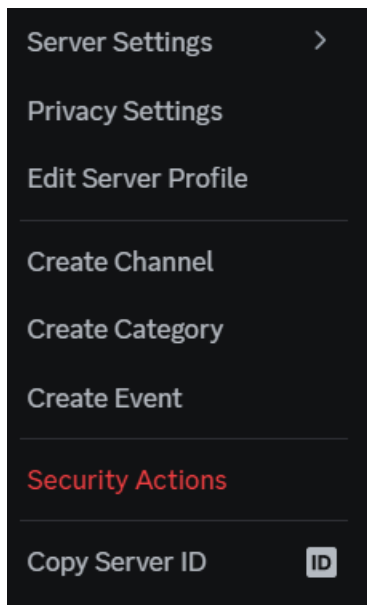 Server Settings
Privacy Settings
Edit Server Profile
Create Channel
Create Category
Create Event
Security Actions
Copy Server ID ID